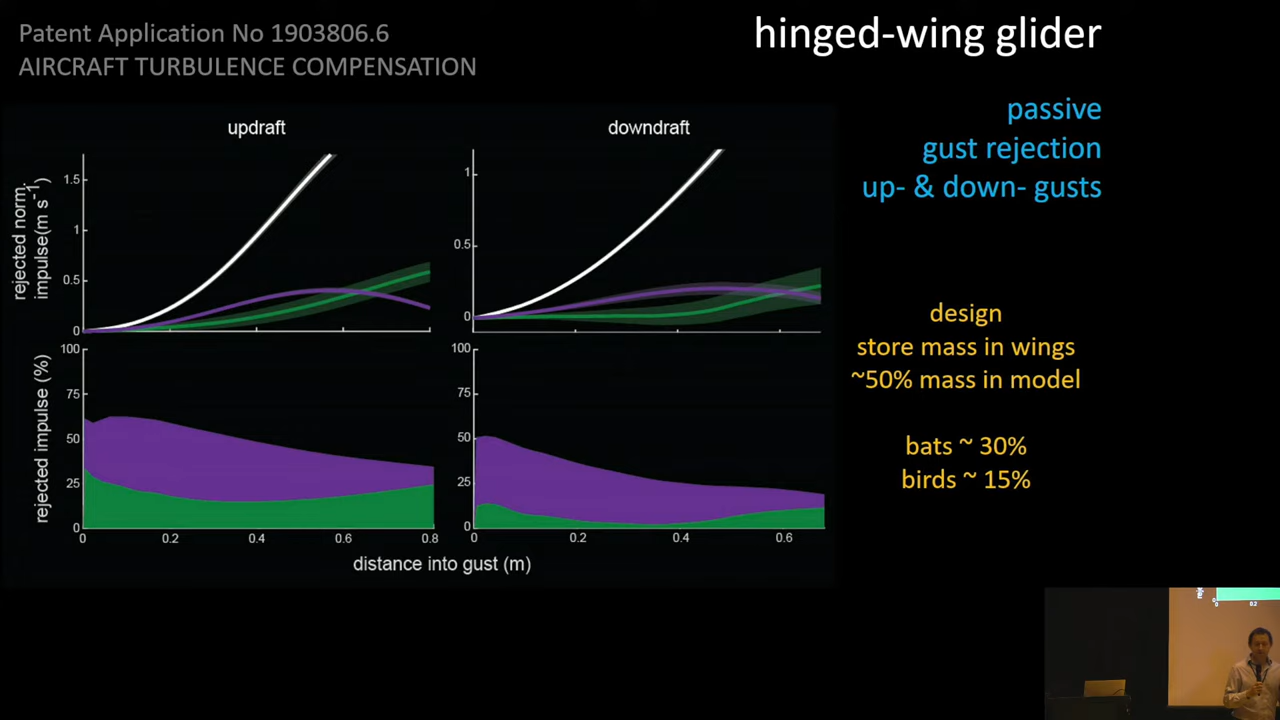 Patent Application No 1903806.6
AIRCRAFT TURBULENCE COMPENSATION
hinged-wing glider
passive
gust rejection
up- & down- gusts
updraft
downdraft
rejected norm.
impulse(m s⁻¹)
1.5
1
0.5
0
1
0.5
0
rejected impulse (%)
100
75
50
25
0
100
75
50
25
0
0
0.2
0.4
0.6
0.8
0
0.2
0.4
0.6
distance into gust (m)
design
store mass in wings
~50% mass in model
bats ~ 30%
birds ~ 15%
0
0
0.2